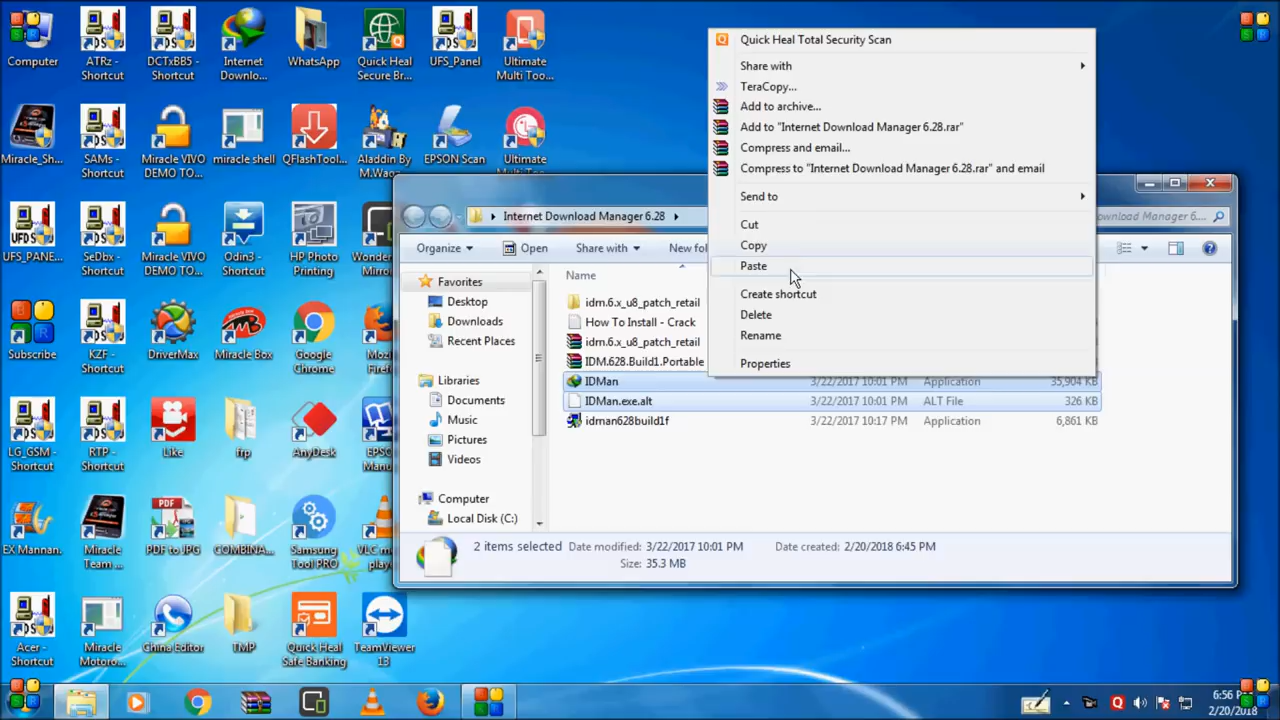 Computer
ATRz - Shortcut
DCTxBB5 - Shortcut
Internet Downlo...
WhatsApp
Quick Heal Secure Br...
UFS_Panel
Ultimate Multi Too...
Miracle_Sh...
SAMs - Shortcut
Miracle VIVO DEMO TO...
miracle shell
QFlashTool...
Aladdin By M.Waqa...
EPSON Scan
Ultimate Multi Too...
UFS_PANE...
SeDbx - Shortcut
Miracle VIVO DEMO TO...
Odin3 - Shortcut
HP Photo Printing
Wonder
Mirror
Subscribe
KZF - Shortcut
DriverMax
Miracle Box
Google Chrome
Mozi
Firef
LG_GSM - Shortcut
RTP - Shortcut
Like
frp
AnyDesk
EPSO
Manu
EX Mannan.
Miracle Team ...
PDF to JPG
COMBINA...
Samsung Tool PRO
VLC me
playe
Acer - Shortcut
Miracle Motoro...
China Editor
TMP
Quick Heal Safe Banking
TeamViewer 13
Quick Heal Total Security Scan
Share with
TeraCopy...
Add to archive...
Add to "Internet Download Manager 6.28.rar"
Compress and email...
Compress to "Internet Download Manager 6.28.rar" and email
Send to
Cut
Copy
Paste
Create shortcut
Delete
Rename
Properties
Internet Download Manager 6.28
ownload Manager 6....
Organize
Open
Share with
New fol
Favorites
Desktop
Downloads
Recent Places
Libraries
Documents
Music
Pictures
Videos
Computer
Local Disk (C:)
Name
idm.6.x_u8_patch_retail
How To Install - Crack
idm.6.x_u8_patch_retail
IDM.628.Build1.Portable
IDMan 3/22/2017 10:01 PM Application 35,904 KB
IDMan.exe.alt 3/22/2017 10:01 PM ALT File 326 KB
idman628build1f 3/22/2017 10:17 PM Application 6,861 KB
2 items selected Date modified: 3/22/2017 10:01 PM Date created: 2/20/2018 6:45 PM
Size: 35.3 MB
6:56 PM
2/20/2018